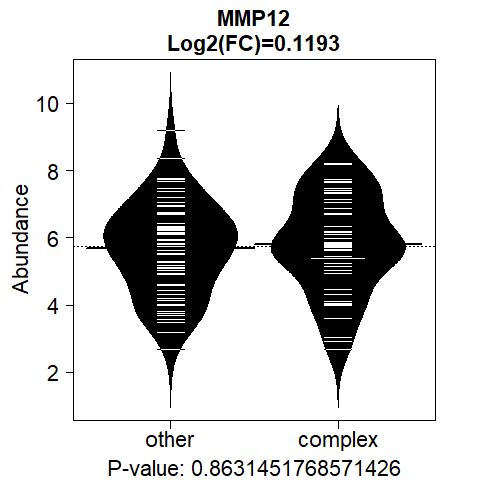 MMP12
Log2(FC)=0.1193
Abundance
10
8
6
4
2
other
complex
P-value: 0.8631451768571426